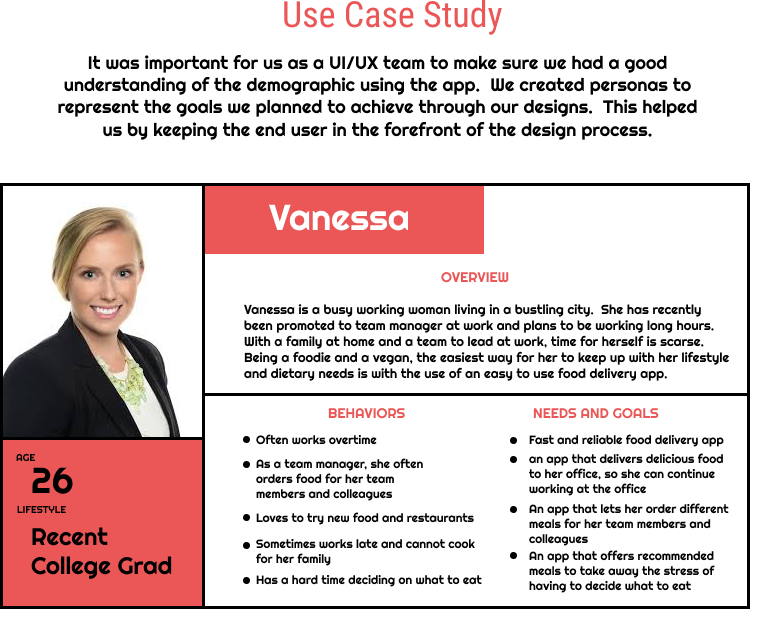 Use Case Study
It was important for us as a UI/UX team to make sure we had a good
understanding of the demographic using the app.  We created personas to
represent the goals we planned to achieve through our designs.  This helped
us by keeping the end user in the forefront of the design process.
Vanessa
OVERVIEW
Vanessa is a busy working woman living in a bustling city.  She has recently
been promoted to team manager at work and plans to be working long hours.
With a family at home and a team to lead at work, time for herself is scarce.
Being a foodie and a vegan, the easiest way for her to keep up with her lifestyle
and dietary needs is with the use of an easy to use food delivery app.
AGE
26
LIFESTYLE
Recent
College Grad
BEHAVIORS
● Often works overtime
● As a team manager, she often
orders food for her team
members and colleagues
● Loves to try new food and restaurants
● Sometimes works late and cannot cook
for her family
● Has a hard time deciding on what to eat
NEEDS AND GOALS
● Fast and reliable food delivery app
● an app that delivers delicious food
to her office, so she can continue
working at the office
● An app that lets her order different
meals for her team members and
colleagues
● An app that offers recommended
meals to take away the stress of
having to decide what to eat